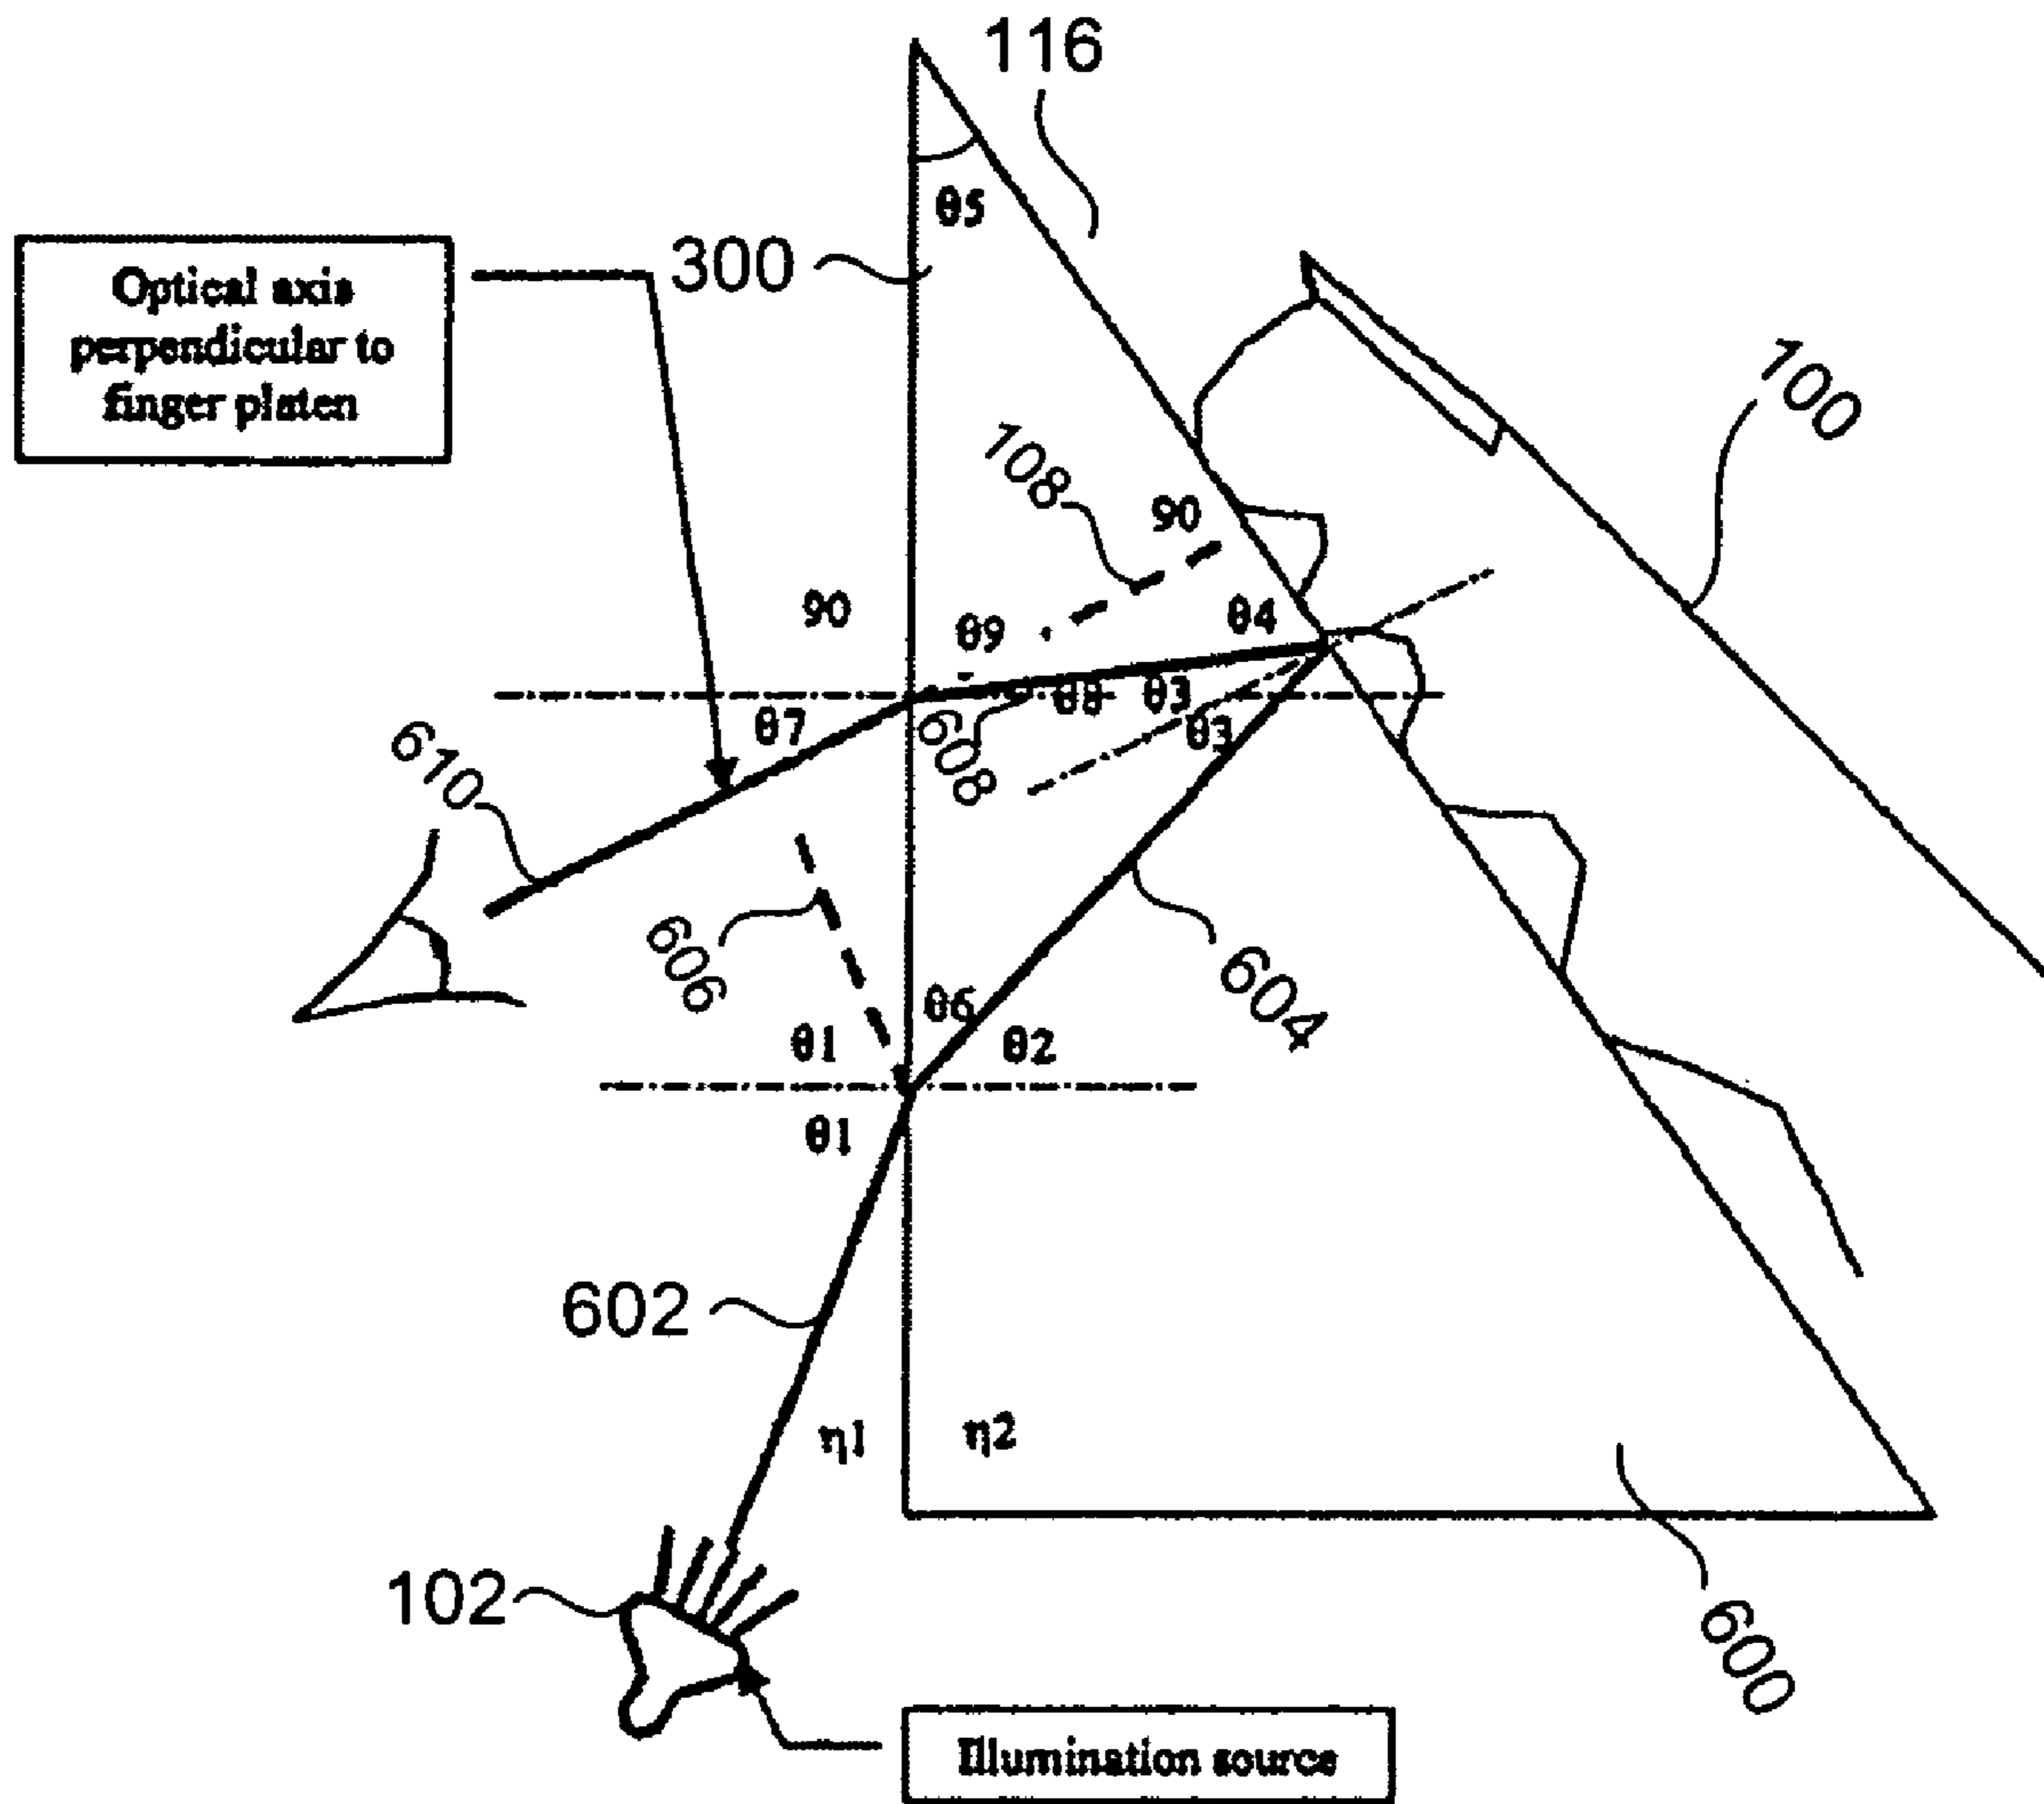 116
θ5
300
Optical axis
perpendicular to
finger platen
100
108
90
90
θ9
θ4
θ8
θ3
θ7
608
θ3
610
606
θ6
604
θ1
θ2
θ1
602
η1
η2
102
600
Illumination source